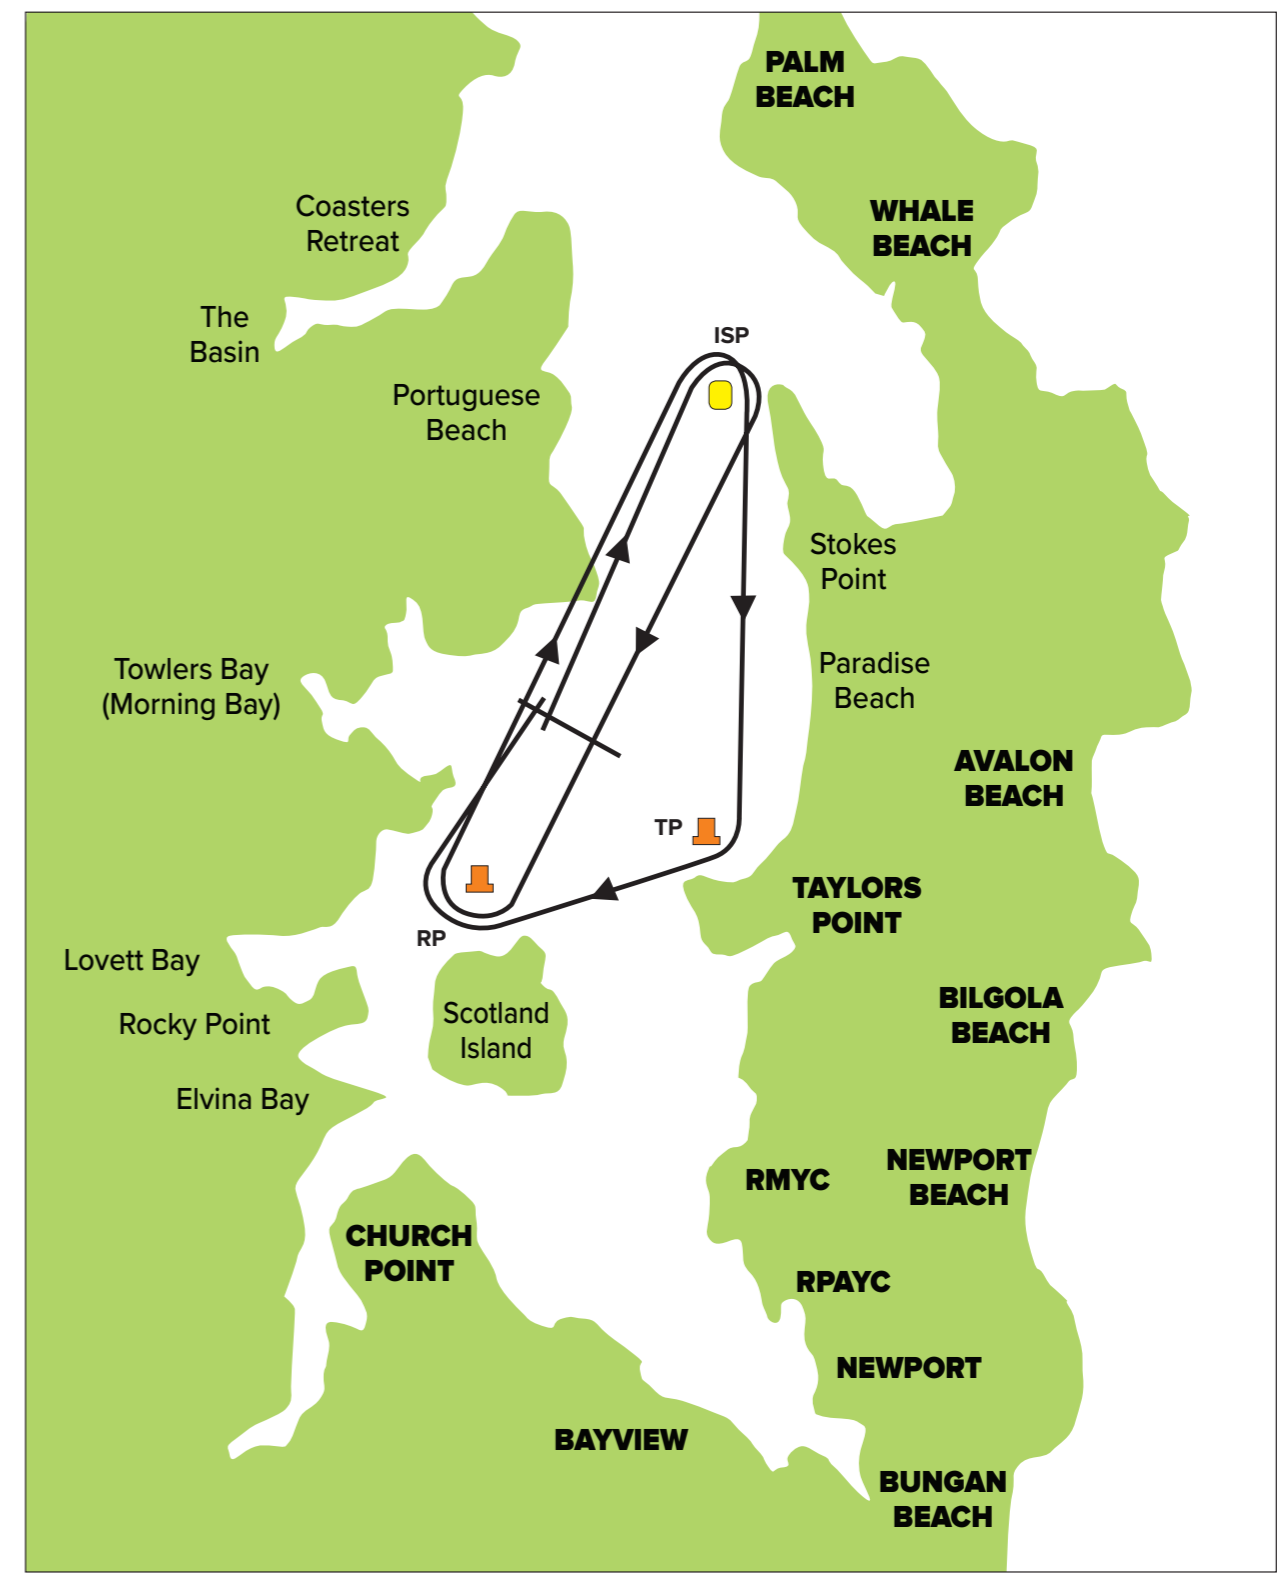 PALM
BEACH
Coasters
Retreat
WHALE
BEACH
The
Basin
ISP
Portuguese
Beach
Stokes
Point
Towlers Bay
(Morning Bay)
Paradise
Beach
AVALON
BEACH
TP
TAYLORS
POINT
RP
Lovett Bay
Rocky Point
Scotland
Island
BILGOLA
BEACH
Elvina Bay
RMYC
NEWPORT
BEACH
CHURCH
POINT
RPAYC
NEWPORT
BAYVIEW
BUNGAN
BEACH